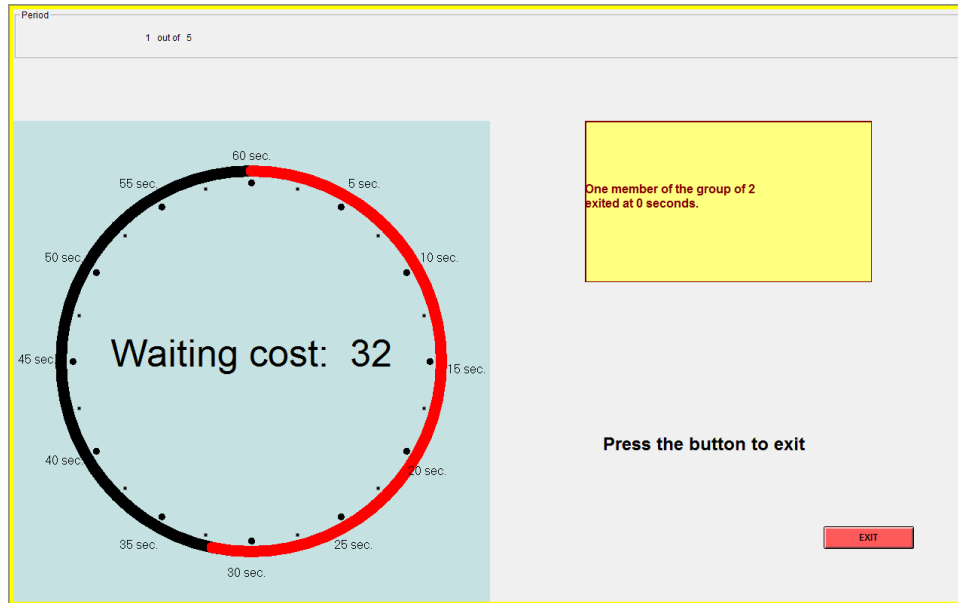 Period
1 out of 5
60 sec.
55 sec.
5 sec.
One member of the group of 2
exited at 0 seconds.
50 sec.
10 sec.
Waiting cost: 32
45 sec
15 sec.
Press the button to exit
40 sec.
20 sec.
35 sec.
25 sec.
EXIT
30 sec.